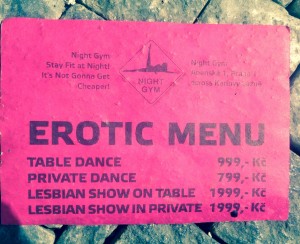 Night Gym
Stay Fit at Night!
It's Not Gonna Get
Cheaper!
NIGHT
GYM
Night Gym
EROTIC MENU
TABLE DANCE 999,- Kč
PRIVATE DANCE 799,- Kč
LESBIAN SHOW ON TABLE 1999,- Kč
LESBIAN SHOW IN PRIVATE 1999,- Kč